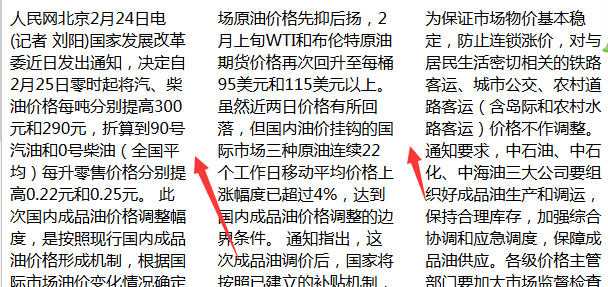 人民网北京2月24日电
(记者 刘阳)国家发展改革
委近日发出通知，决定自
2月25日零时起将汽、柴
油价格每吨分别提高300
元和290元，折算到90号
汽油和0号柴油（全国平
均）每升零售价格分别提
高0.22元和0.25元。 此
次国内成品油价格调整幅
度，是按照现行国内成品
油价格形成机制，根据国
际市场油价变化情况确定
场原油价格先抑后扬，2
月上旬WTI和布伦特原油
期货价格再次回升至每桶
95美元和115美元以上。
虽然近两日价格有所回
落，但国内油价挂钩的国
际市场三种原油连续22
个工作日移动平均价格上
涨幅度已超过4%，达到
国内成品油价格调整的边
界条件。 通知指出，这
次成品油调价后，国家将
按照已建立的补贴机制，
为保证市场物价基本稳
定，防止连锁涨价，对与
居民生活密切相关的铁路
客运、城市公交、农村道
路客运（含岛际和农村水
路客运）价格不作调整。
通知要求，中石油、中石
化、中海油三大公司要组
织好成品油生产和调运，
保持合理库存，加强综合
协调和应急调度，保障成
品油供应。各级价格主管
部门要加大市场监督检查